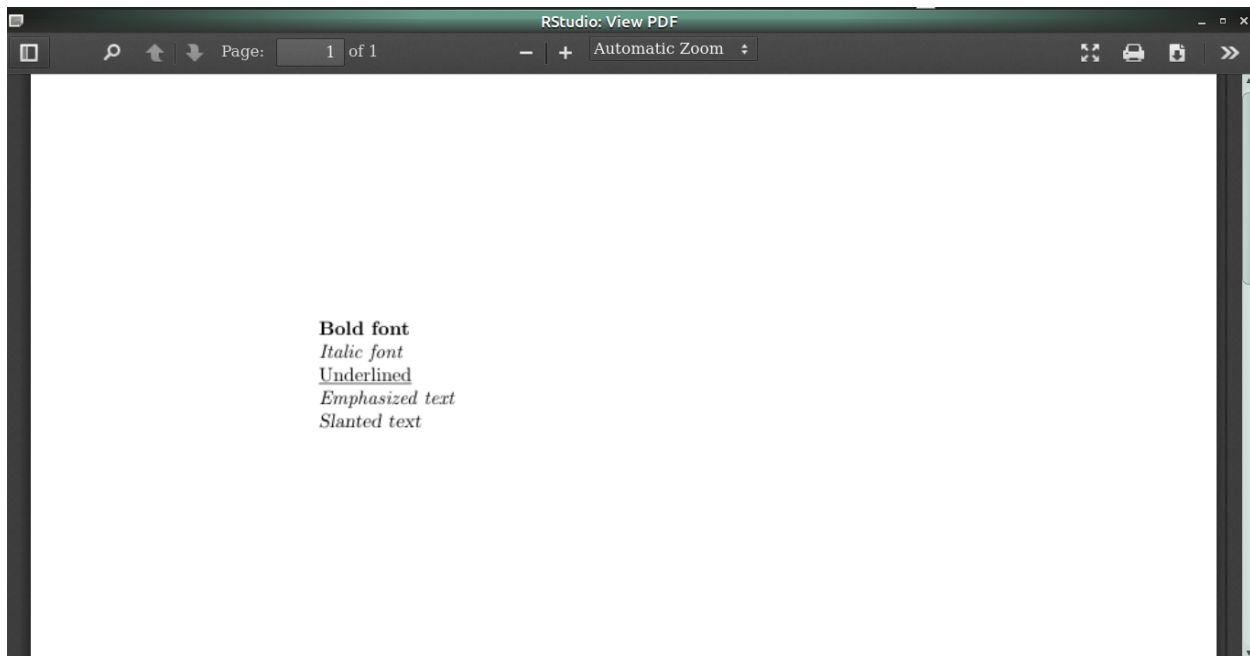 RStudio: View PDF
Page: 1 of 1 Automatic Zoom
Bold font
Italic font
Underlined
Emphasized text
Slanted text